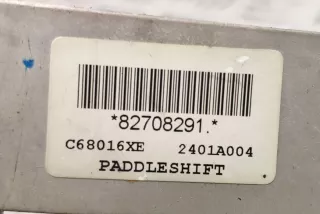 *82708291.*
C68016XE 2401A004
PADDLESHIFT